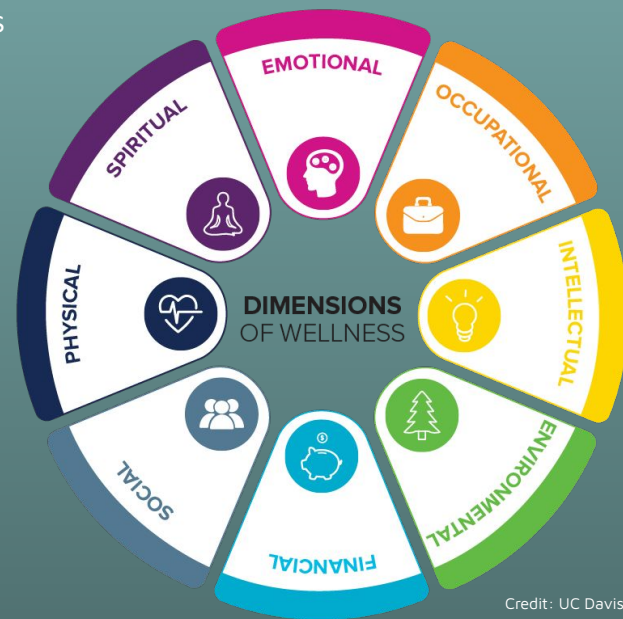 S
EMOTIONAL
OCCUPATIONAL
INTELLECTUAL
ENVIRONMENTAL
FINANCIAL
SOCIAL
PHYSICAL
SPIRITUAL
DIMENSIONS
OF WELLNESS
$
Credit: UC Davis